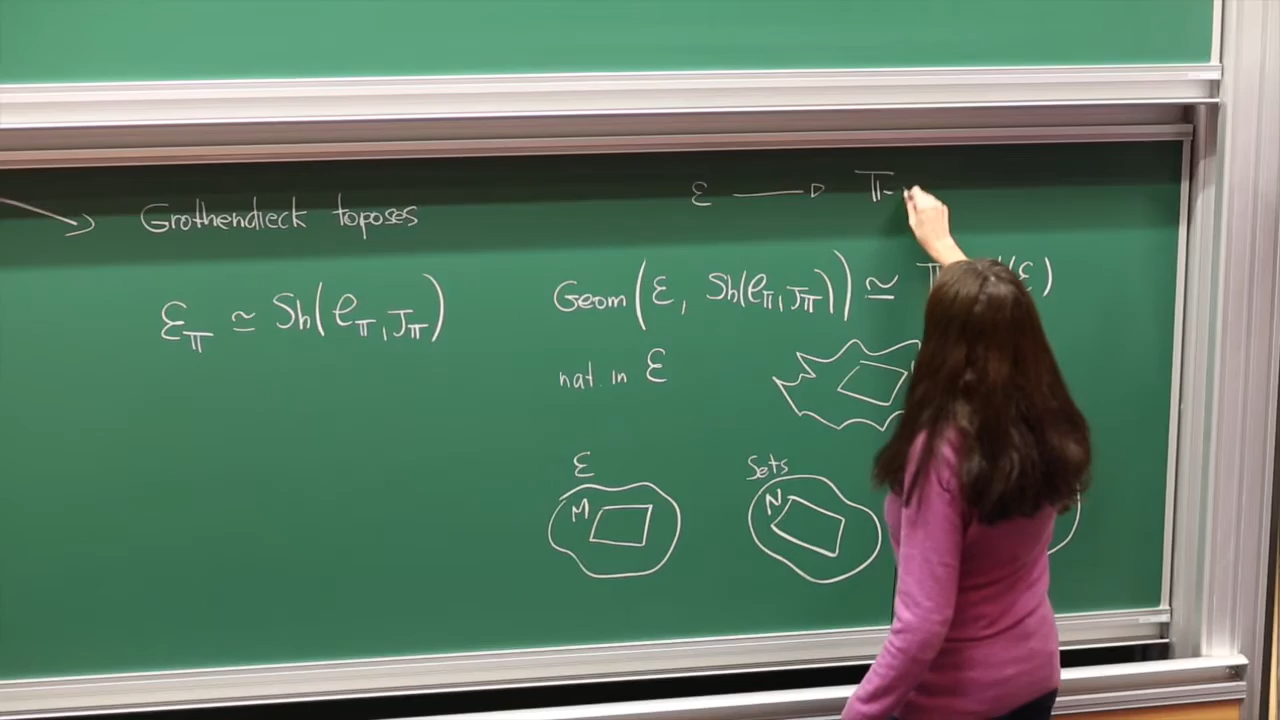 Grothendieck toposes
ℰ_𝕋 ≃ Sh(𝒞_𝕋, J_𝕋)
ℰ ⟶ 𝕋-
Geom(ℰ, Sh(𝒞_𝕋, J_𝕋)) ≃ 𝕋 (ℰ)
nat. in ℰ
ℰ
M
Sets
N